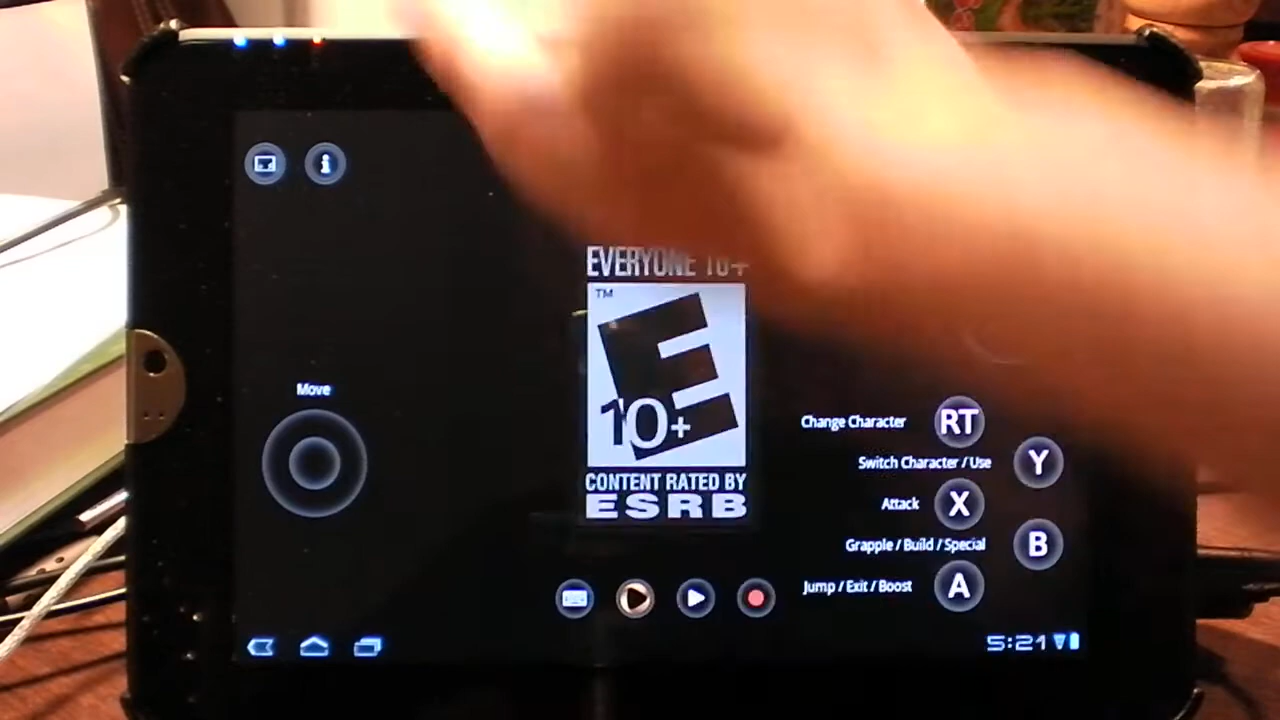 EVERYONE 10+
TM
E
10+
CONTENT RATED BY
ESRB
Move
Change Character RT
Switch Character / Use Y
Attack X
Grapple / Build / Special B
Jump / Exit / Boost A
5:21